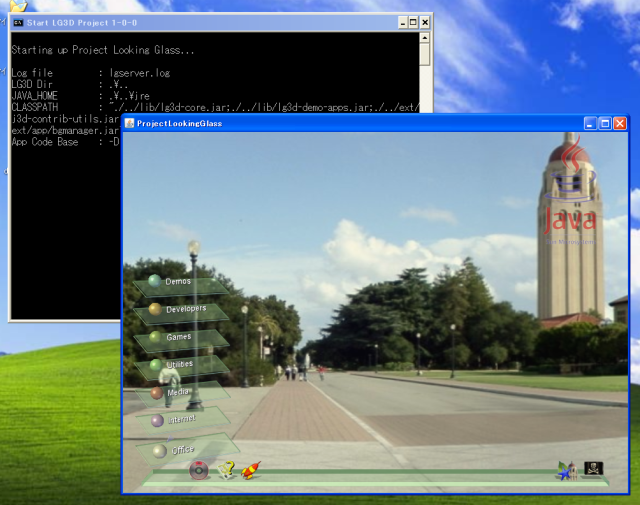 Start LG3D Project 1-0-0
Starting up Project Looking Glass...
Log file : lgserver.log
LG3D Dir : .¥..
JAVA_HOME : .¥..¥jre
CLASSPATH : "./../lib/lg3d-core.jar;./../lib/lg3d-demo-apps.jar;./../ext/
j3d-contrib-utils.jar
ext/app/bgmanager.jar
App Code Base : -D
ProjectLookingGlass
Java
Demos
Developers
Games
Utilities
Media
Internet
Office